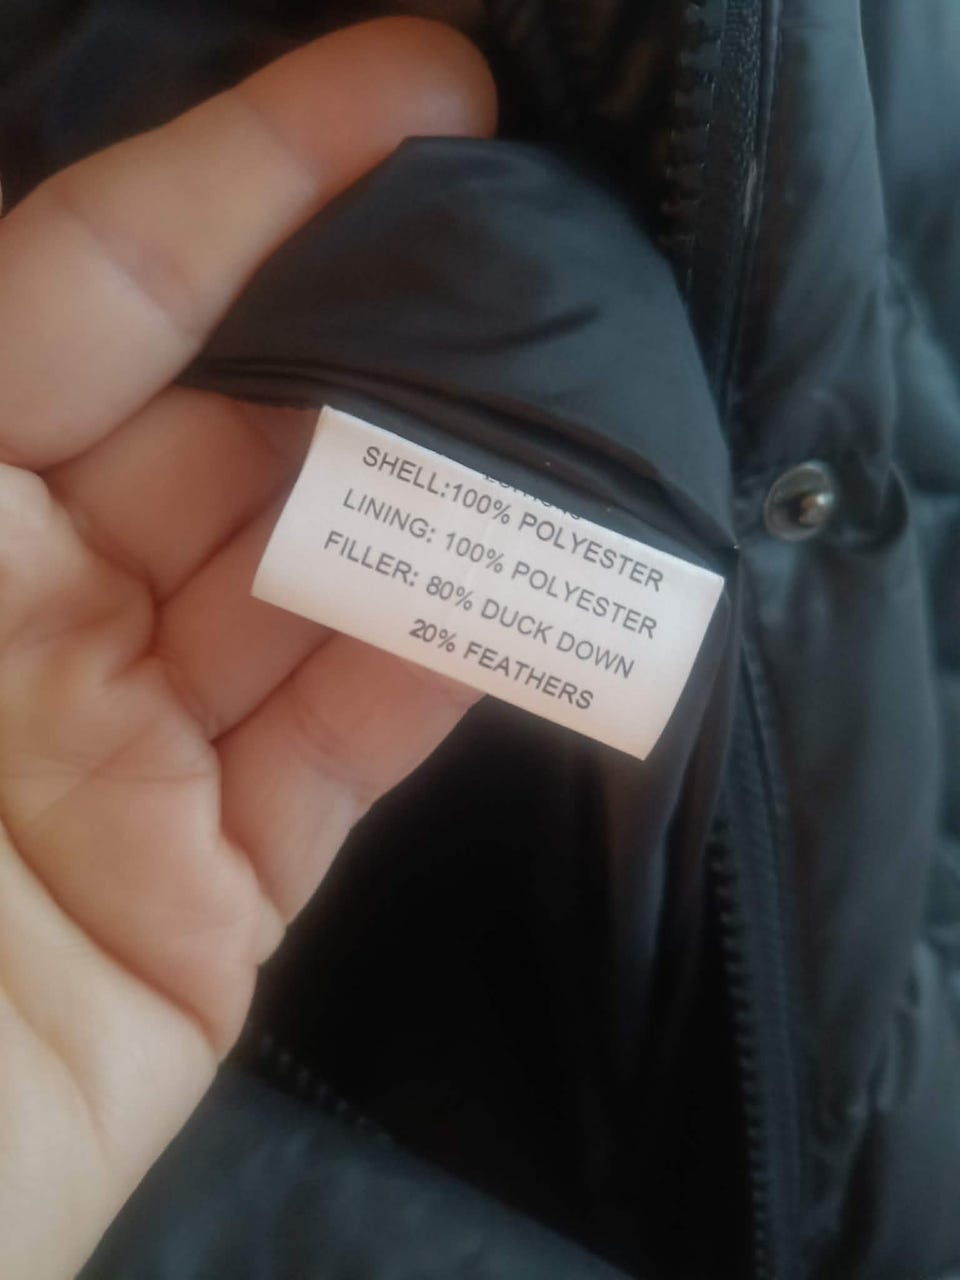 SHELL:100% POLYESTER
LINING: 100% POLYESTER
FILLER: 80% DUCK DOWN
20% FEATHERS